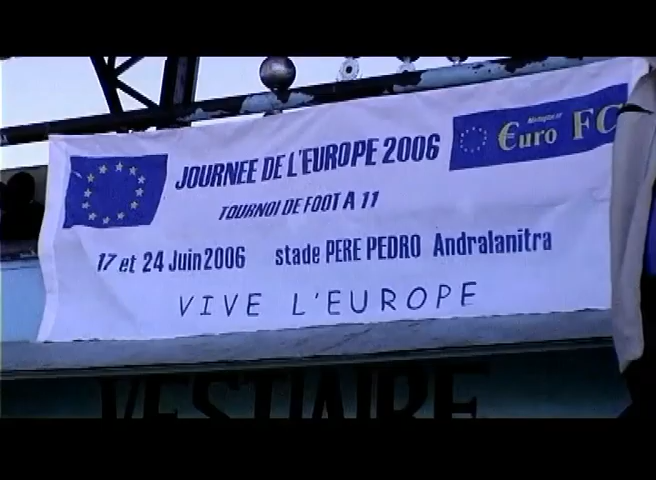 JOURNEE DE L'EUROPE 2006
€uro FC
TOURNOI DE FOOT A 11
17 et 24 Juin 2006 stade PERE PEDRO Andralanitra
VIVE L'EUROPE
VESTIAIRE